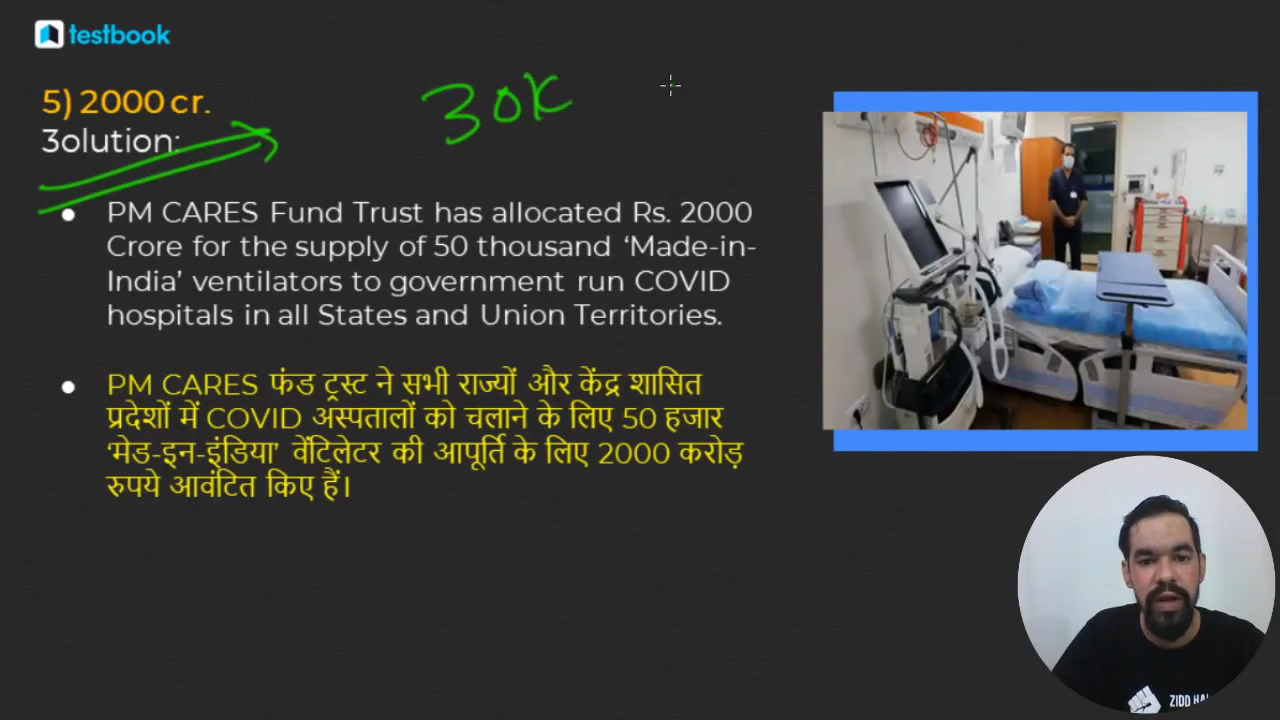 testbook
5) 2000 cr.
30K
3olution:
PM CARES Fund Trust has allocated Rs. 2000
Crore for the supply of 50 thousand ‘Made-in-
India’ ventilators to government run COVID
hospitals in all States and Union Territories.
PM CARES फंड ट्रस्ट ने सभी राज्यों और केंद्र शासित
प्रदेशों में COVID अस्पतालों को चलाने के लिए 50 हजार
‘मेड-इन-इंडिया’ वेंटिलेटर की आपूर्ति के लिए 2000 करोड़
रुपये आवंटित किए हैं।